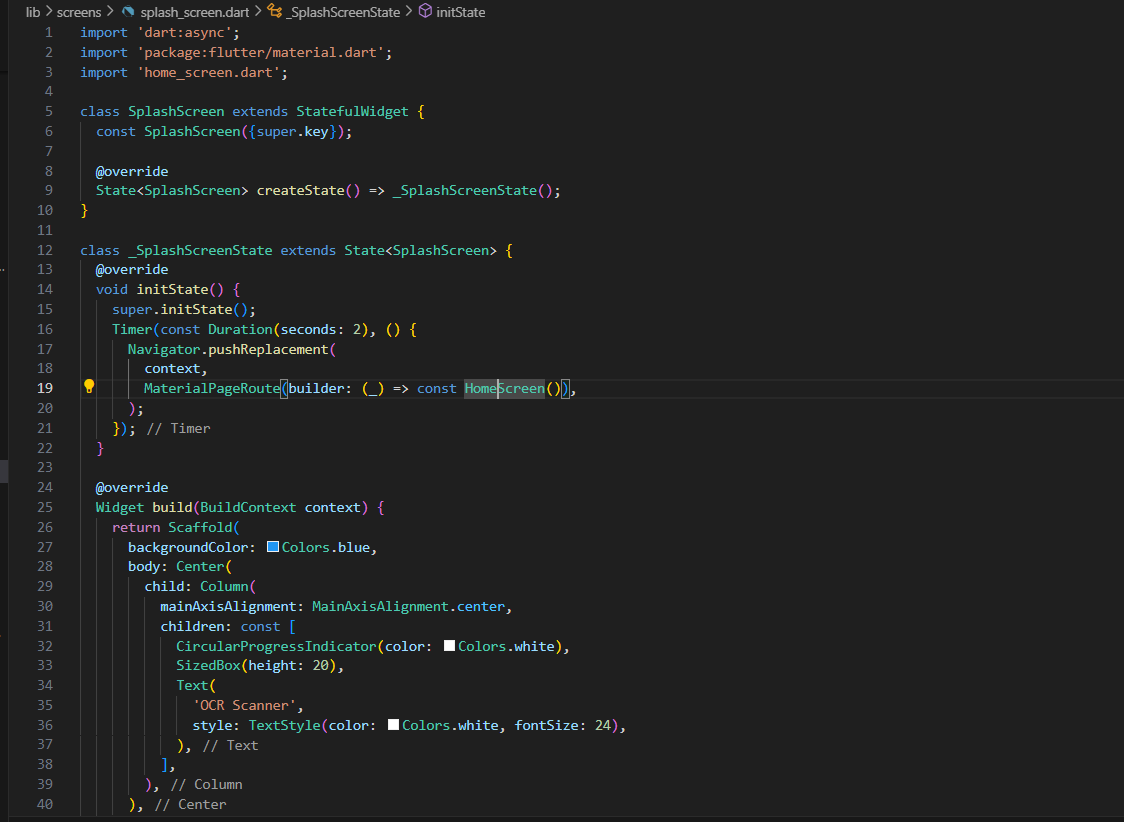 lib > screens > splash_screen.dart > _SplashScreenState > initState
1 import 'dart:async';
2 import 'package:flutter/material.dart';
3 import 'home_screen.dart';
4
5 class SplashScreen extends StatefulWidget {
6   const SplashScreen({super.key});
7
8   @override
9   State<SplashScreen> createState() => _SplashScreenState();
10 }
11
12 class _SplashScreenState extends State<SplashScreen> {
13   @override
14   void initState() {
15     super.initState();
16     Timer(const Duration(seconds: 2), () {
17       Navigator.pushReplacement(
18         context,
19         MaterialPageRoute(builder: (_) => const HomeScreen()),
20       );
21     }); // Timer
22   }
23
24   @override
25   Widget build(BuildContext context) {
26     return Scaffold(
27       backgroundColor: Colors.blue,
28       body: Center(
29         child: Column(
30           mainAxisAlignment: MainAxisAlignment.center,
31           children: const [
32             CircularProgressIndicator(color: Colors.white),
33             SizedBox(height: 20),
34             Text(
35               'OCR Scanner',
36               style: TextStyle(color: Colors.white, fontSize: 24),
37             ), // Text
38           ],
39         ), // Column
40       ), // Center